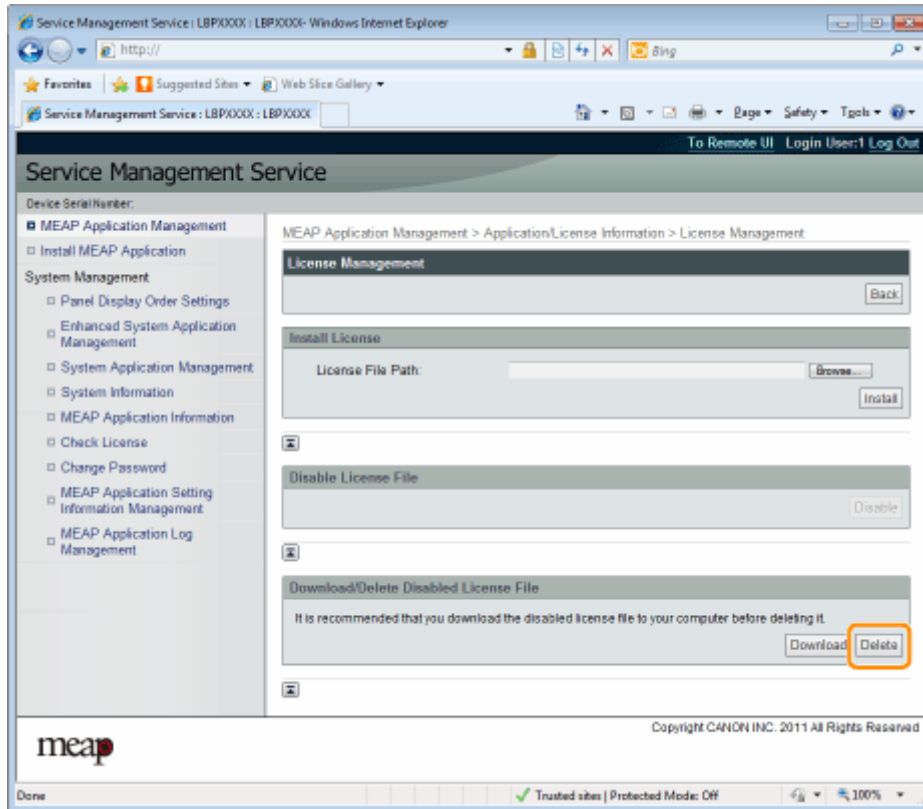 Service Management Service : LBPXXXX : LBPXXXX- Windows Internet Explorer
http://
Bing
Favorites Suggested Sites Web Slice Gallery
Service Management Service : LBPXXXX : LBPXXXX
Page Safety Tools
To Remote UI Login User:1 Log Out
Service Management Service
Device Serial Number:
MEAP Application Management
Install MEAP Application
System Management
Panel Display Order Settings
Enhanced System Application
Management
System Application Management
System Information
MEAP Application Information
Check License
Change Password
MEAP Application Setting
Information Management
MEAP Application Log
Management
MEAP Application Management > Application/License Information > License Management
License Management
Back
Install License
License File Path:
Browse...
Install
Disable License File
Disable
Download/Delete Disabled License File
It is recommended that you download the disabled license file to your computer before deleting it.
Download Delete
Copyright CANON INC. 2011 All Rights Reserved
meap
Done
Trusted sites | Protected Mode: Off
100%